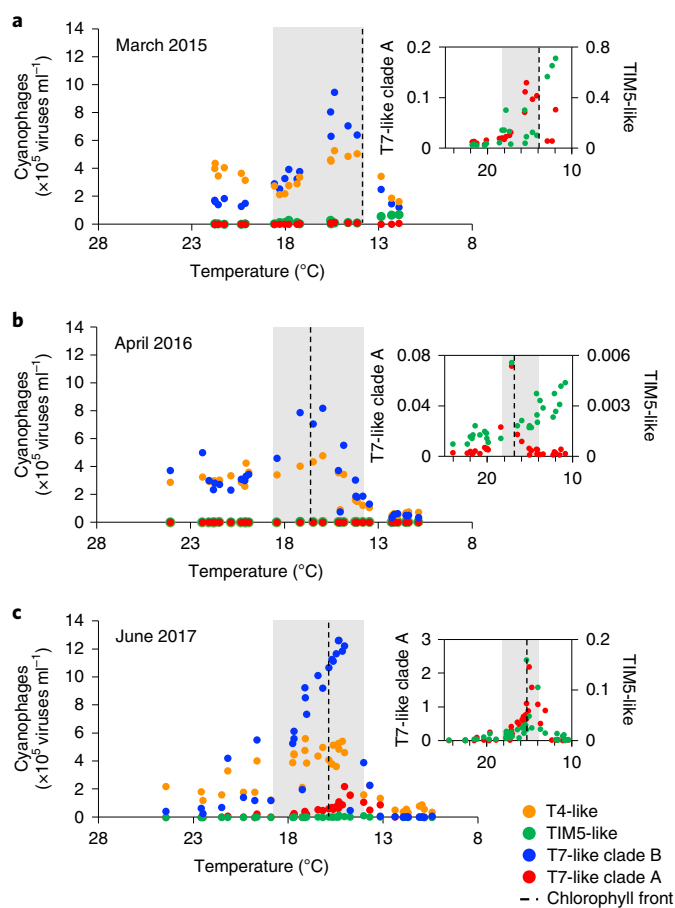 a
March 2015
Cyanophages
(×10⁵ viruses ml⁻¹)
14
12
10
8
6
4
2
0
28
23
18
13
8
Temperature (°C)
T7-like clade A
0.2
0.1
0
TIM5-like
0.8
0.4
0
20
10
b
April 2016
Cyanophages
(×10⁵ viruses ml⁻¹)
14
12
10
8
6
4
2
0
28
23
18
13
8
Temperature (°C)
T7-like clade A
0.08
0.04
0
TIM5-like
0.006
0.003
0
20
10
c
June 2017
Cyanophages
(×10⁵ viruses ml⁻¹)
14
12
10
8
6
4
2
0
28
23
18
13
8
Temperature (°C)
T7-like clade A
3
2
1
0
TIM5-like
0.2
0.1
0
20
10
T4-like
TIM5-like
T7-like clade B
T7-like clade A
Chlorophyll front